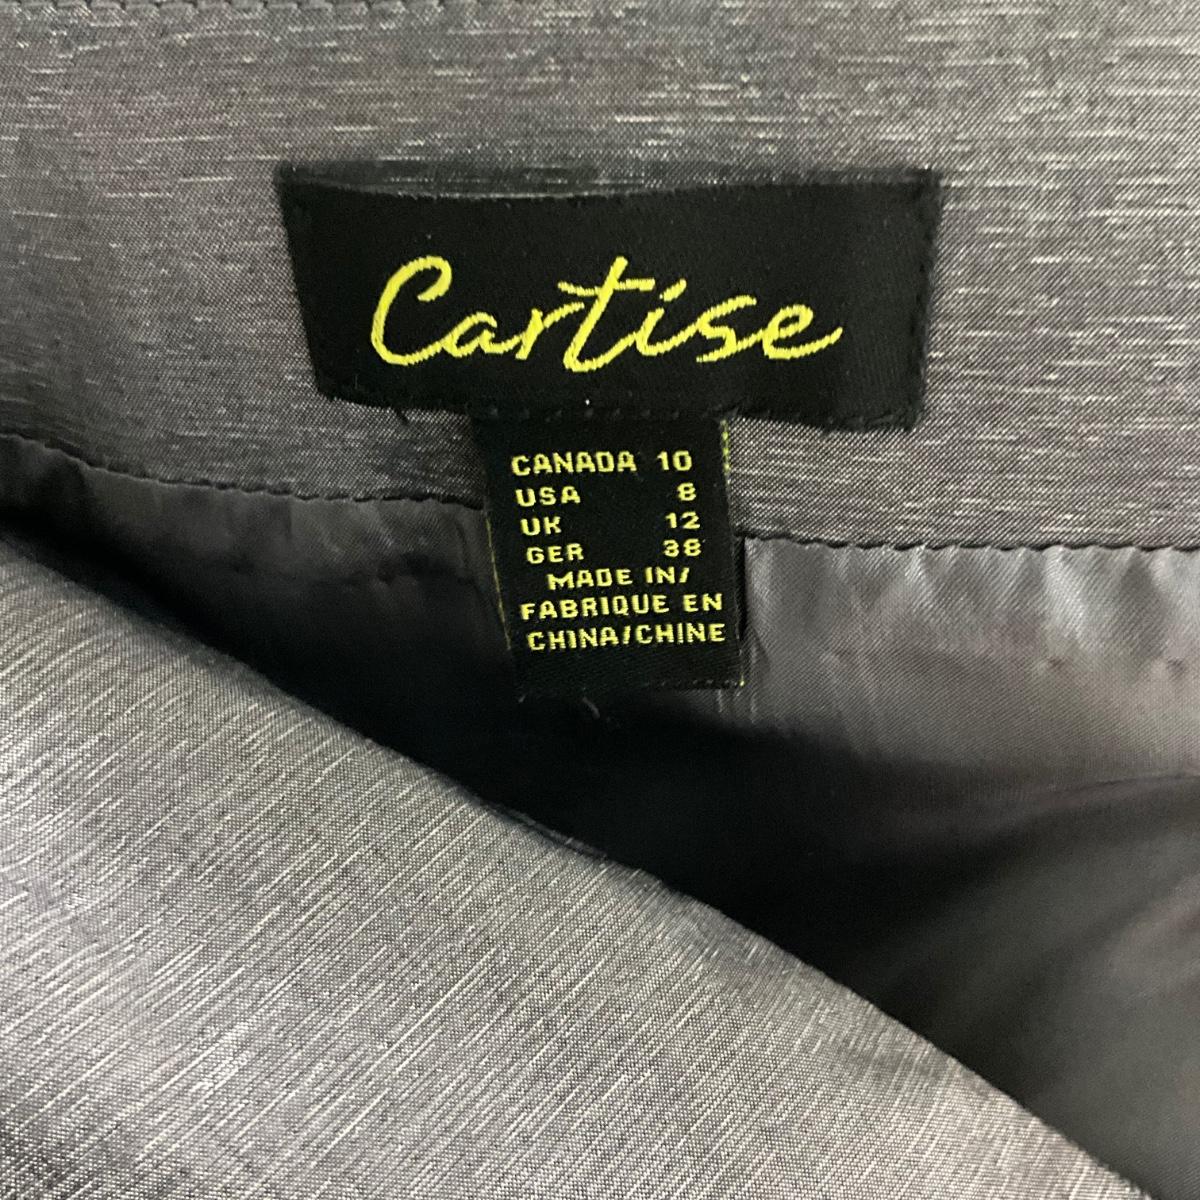 Cartise
CANADA 10
USA 8
UK 12
GER 38
MADE IN/
FABRIQUE EN
CHINA/CHINE